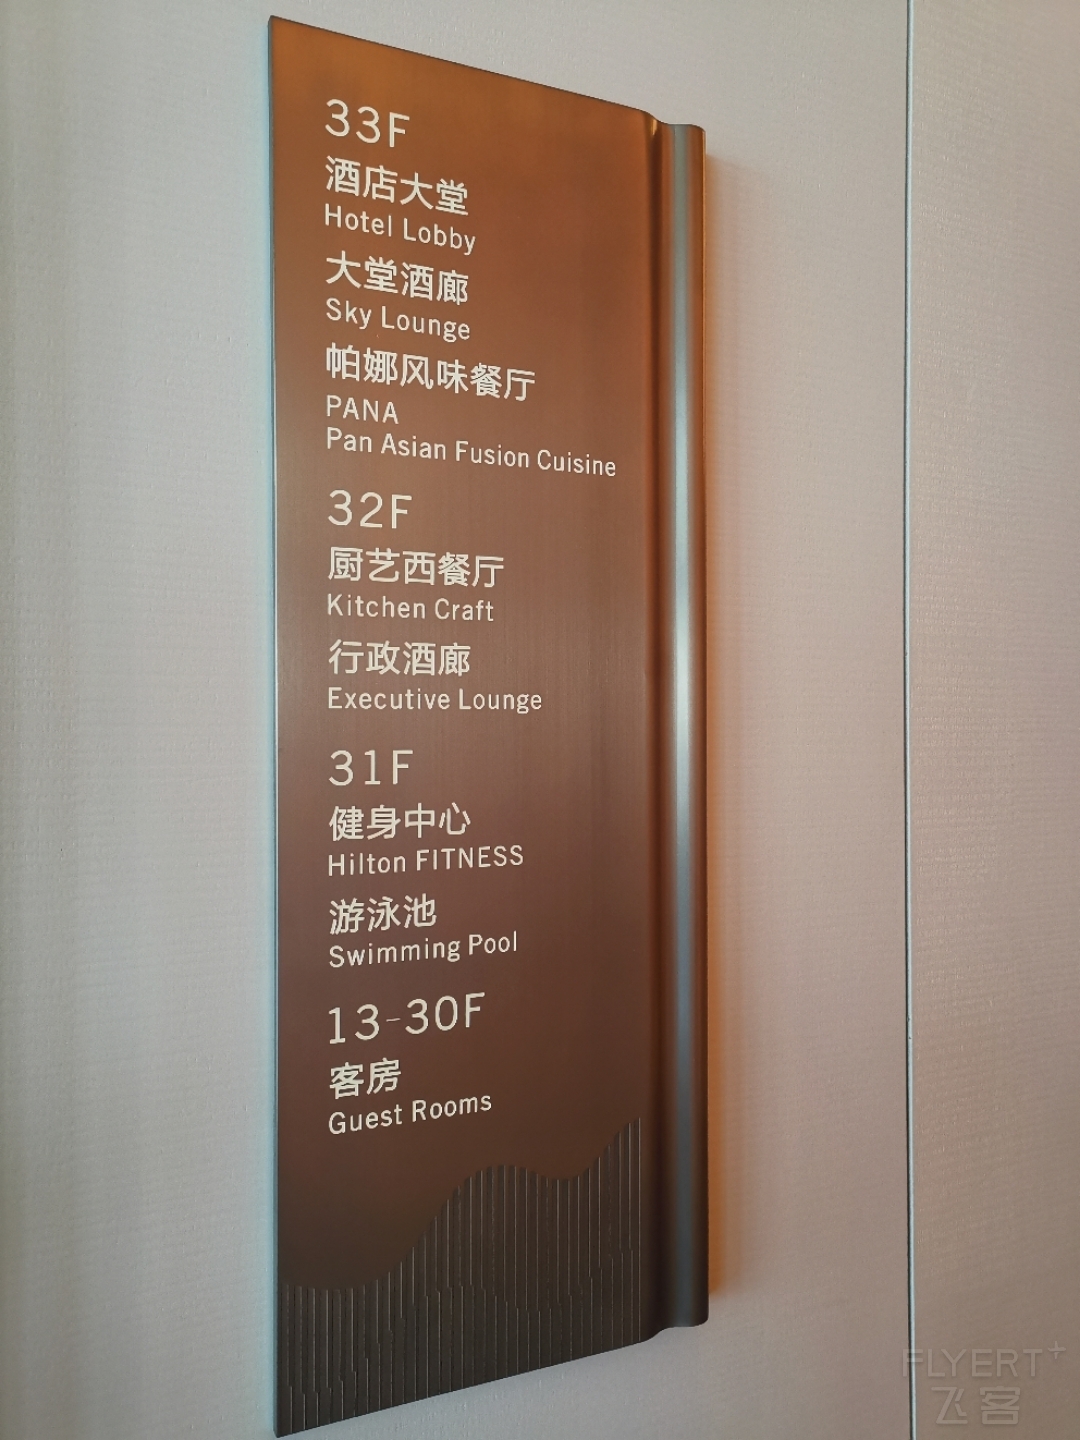 33F
酒店大堂
Hotel Lobby
大堂酒廊
Sky Lounge
帕娜风味餐厅
PANA
Pan Asian Fusion Cuisine
32F
厨艺西餐厅
Kitchen Craft
行政酒廊
Executive Lounge
31F
健身中心
Hilton FITNESS
游泳池
Swimming Pool
13-30F
客房
Guest Rooms
FLYERT+
飞客